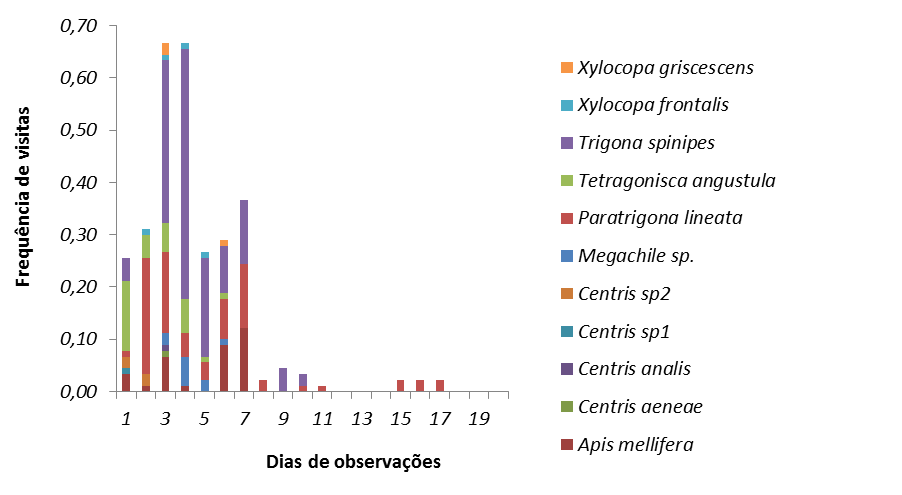 Frequência de visitas
0,70
0,60
0,50
0,40
0,30
0,20
0,10
0,00
1 3 5 7 9 11 13 15 17 19
Dias de observações
Xylocopa griscescens
Xylocopa frontalis
Trigona spinipes
Tetragonisca angustula
Paratrigona lineata
Megachile sp.
Centris sp2
Centris sp1
Centris analis
Centris aeneae
Apis mellifera